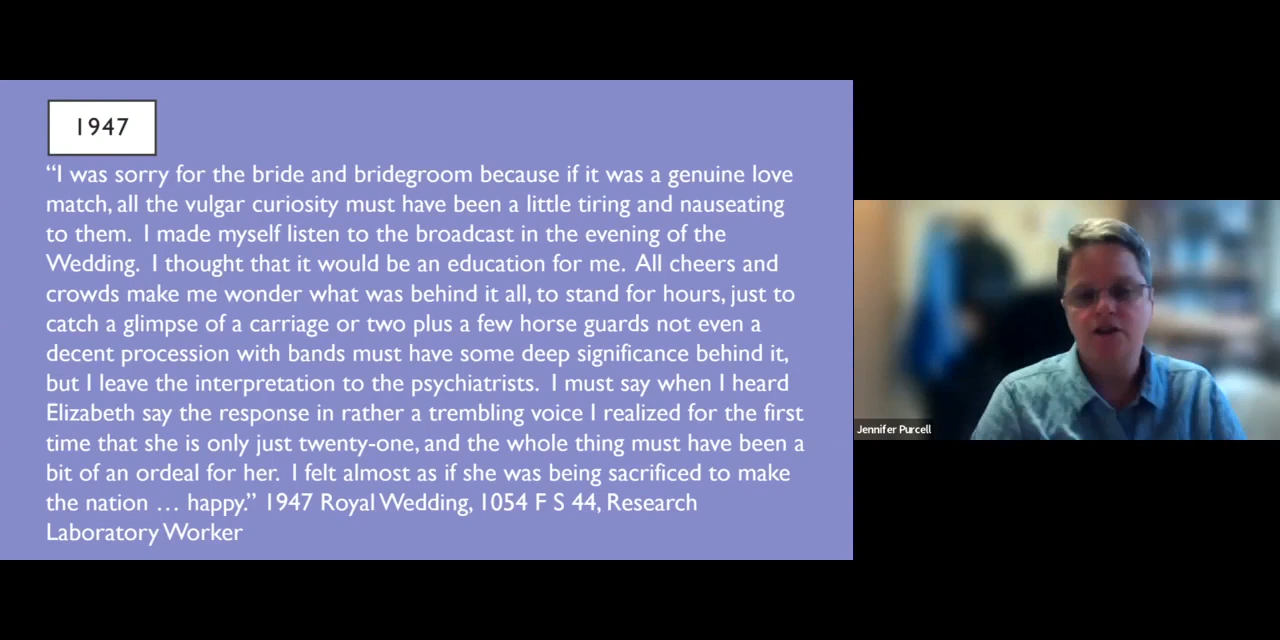 1947
“I was sorry for the bride and bridegroom because if it was a genuine love
match, all the vulgar curiosity must have been a little tiring and nauseating
to them.  I made myself listen to the broadcast in the evening of the
Wedding.  I thought that it would be an education for me.  All cheers and
crowds make me wonder what was behind it all, to stand for hours, just to
catch a glimpse of a carriage or two plus a few horse guards not even a
decent procession with bands must have some deep significance behind it,
but I leave the interpretation to the psychiatrists.  I must say when I heard
Elizabeth say the response in rather a trembling voice I realized for the first
time that she is only just twenty-one, and the whole thing must have been a
bit of an ordeal for her.  I felt almost as if she was being sacrificed to make
the nation … happy.” 1947 Royal Wedding, 1054 F S 44, Research
Laboratory Worker
Jennifer Purcell